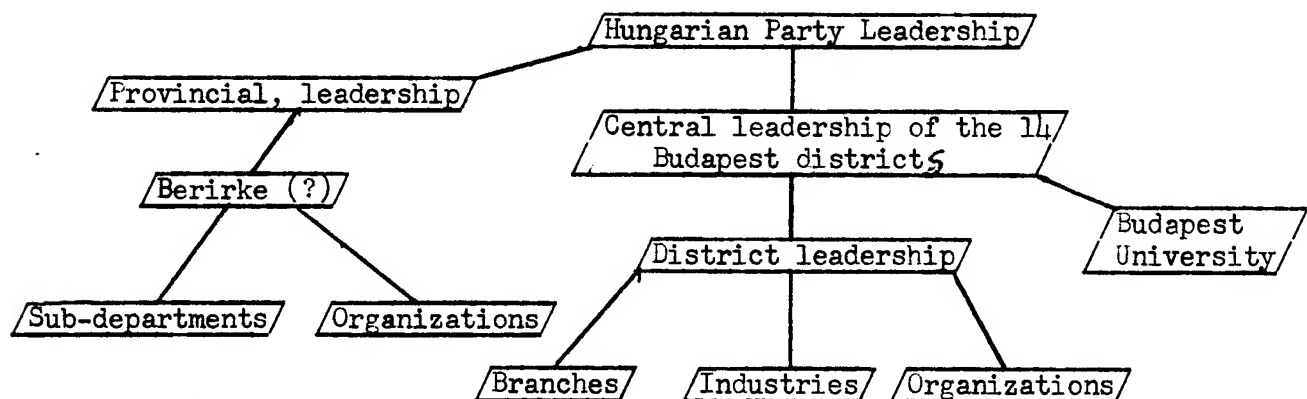 Hungarian Party Leadership
Provincial, leadership
Central leadership of the 14
Budapest districts
Berirke (?)
Budapest
University
District leadership
Sub-departments
Organizations
Branches
Industries
Organizations